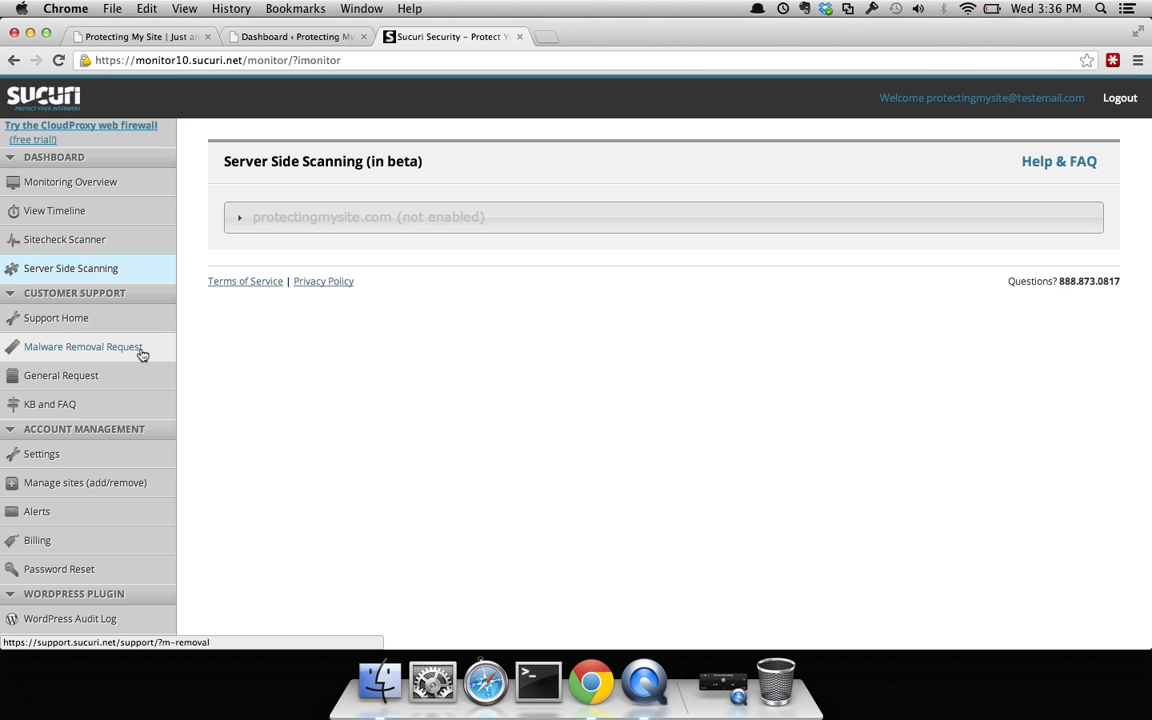 Chrome File Edit View History Bookmarks Window Help Wed 3:36 PM
Protecting My Site | Just an Dashboard ‹ Protecting My Sucuri Security – Protect Y
https://monitor10.sucuri.net/monitor/?imonitor
SUCURI
PROTECT YOUR INTERWEBS
Welcome protectingmysite@testemail.com Logout
Try the CloudProxy web firewall
(free trial!)
DASHBOARD
Monitoring Overview
View Timeline
Sitecheck Scanner
Server Side Scanning
CUSTOMER SUPPORT
Support Home
Malware Removal Request
General Request
KB and FAQ
ACCOUNT MANAGEMENT
Settings
Manage sites (add/remove)
Alerts
Billing
Password Reset
WORDPRESS PLUGIN
WordPress Audit Log
https://support.sucuri.net/support/?m-removal
Server Side Scanning (in beta) Help & FAQ
protectingmysite.com (not enabled)
Terms of Service | Privacy Policy Questions? 888.873.0817